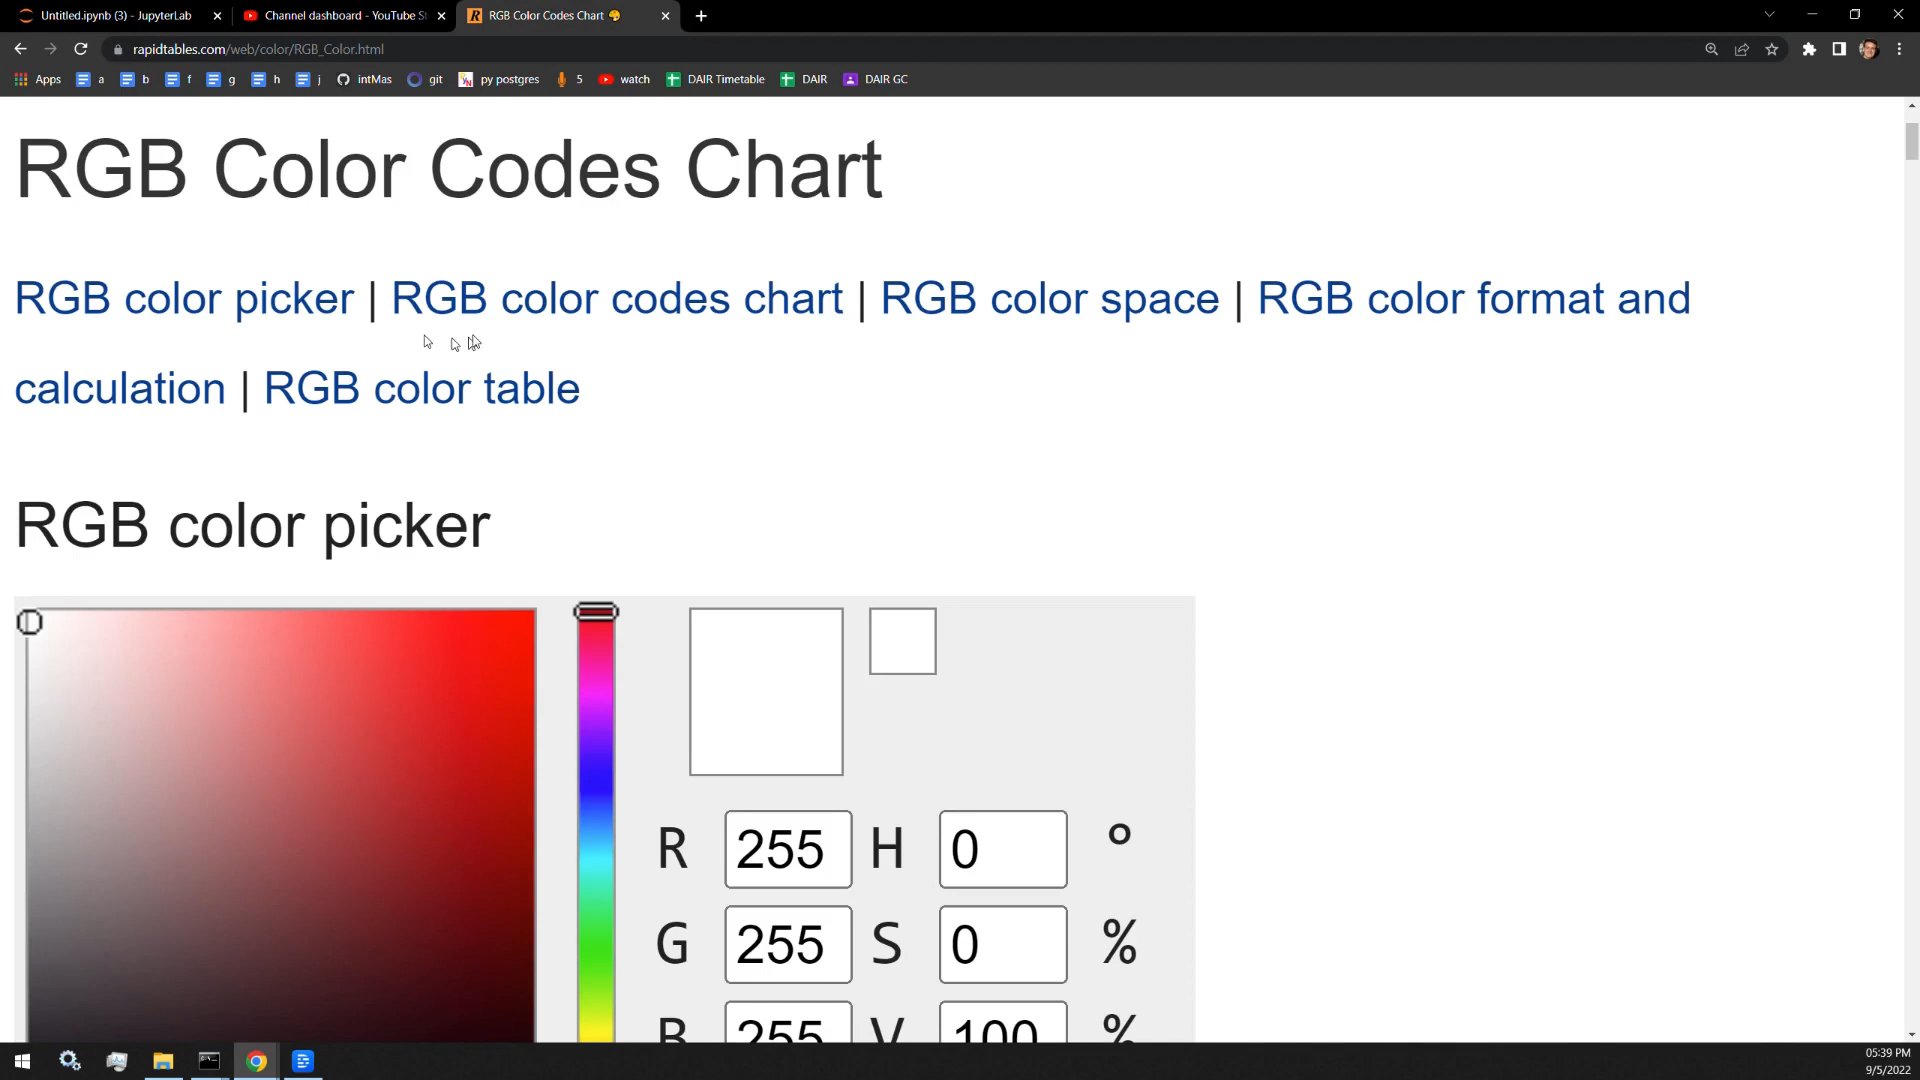 Untitled.ipynb (3) - JupyterLab
Channel dashboard - YouTube St
RGB Color Codes Chart
rapidtables.com/web/color/RGB_Color.html
Apps a b f g h j intMas git py postgres 5 watch DAIR Timetable DAIR DAIR GC
RGB Color Codes Chart
RGB color picker | RGB color codes chart | RGB color space | RGB color format and
calculation | RGB color table
RGB color picker
R 255 H 0 °
G 255 S 0 %
B 255 V 100 %
05:39 PM
9/5/2022